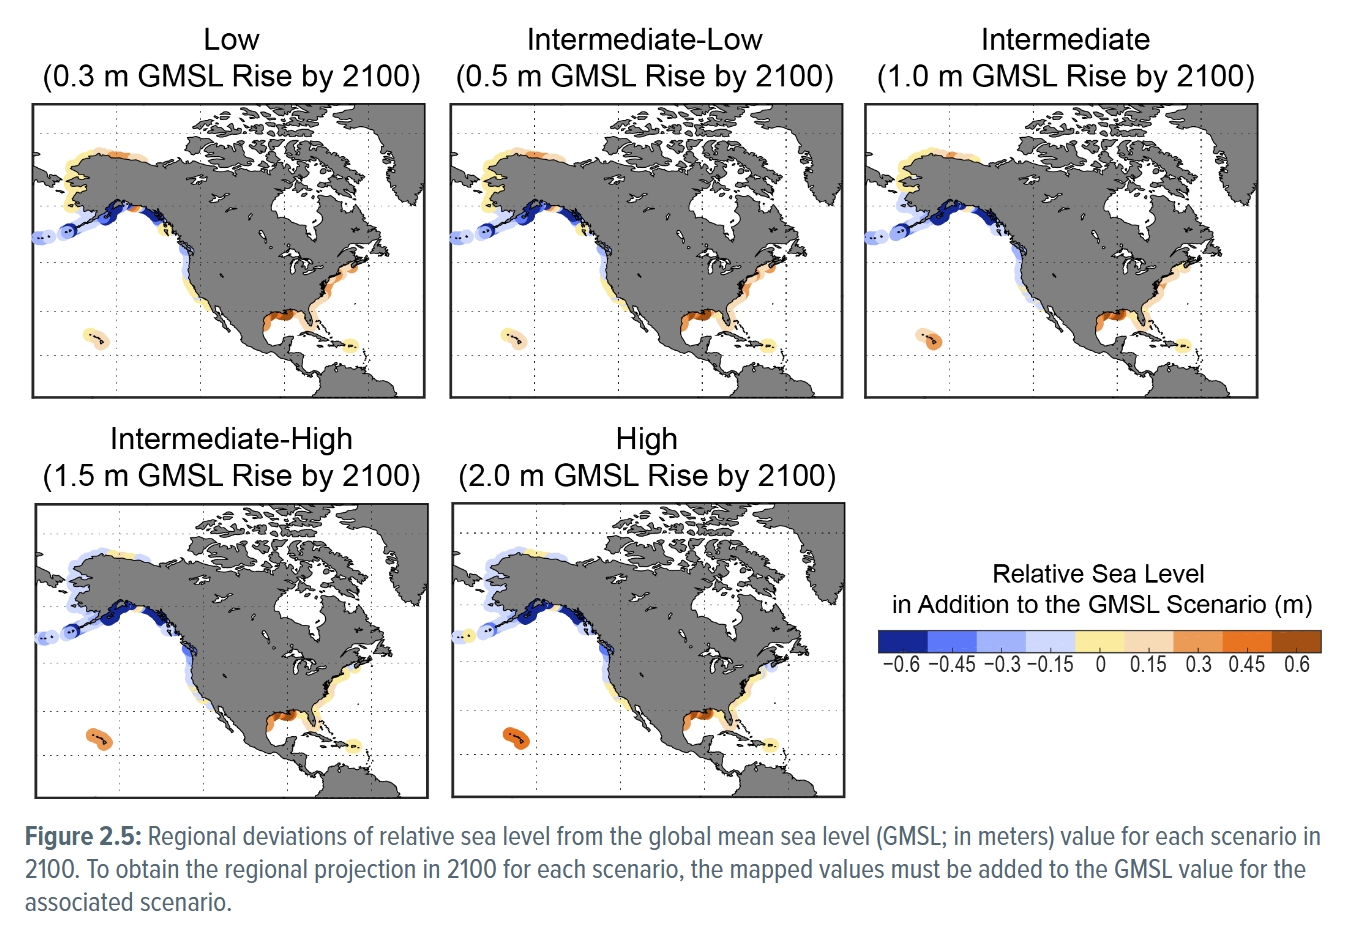 Low
(0.3 m GMSL Rise by 2100)
Intermediate-Low
(0.5 m GMSL Rise by 2100)
Intermediate
(1.0 m GMSL Rise by 2100)
Intermediate-High
(1.5 m GMSL Rise by 2100)
High
(2.0 m GMSL Rise by 2100)
Relative Sea Level
in Addition to the GMSL Scenario (m)
−0.6 −0.45 −0.3 −0.15 0 0.15 0.3 0.45 0.6
Figure 2.5: Regional deviations of relative sea level from the global mean sea level (GMSL; in meters) value for each scenario in
2100. To obtain the regional projection in 2100 for each scenario, the mapped values must be added to the GMSL value for the
associated scenario.